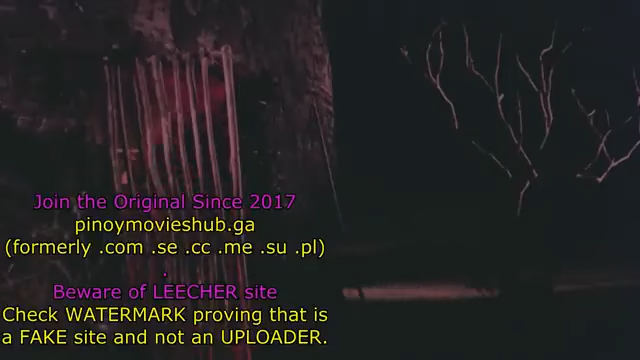 Join the Original Since 2017
pinoymovieshub.ga
(formerly .com .se .cc .me .su .pl)
.
Beware of LEECHER site
Check WATERMARK proving that is
a FAKE site and not an UPLOADER.